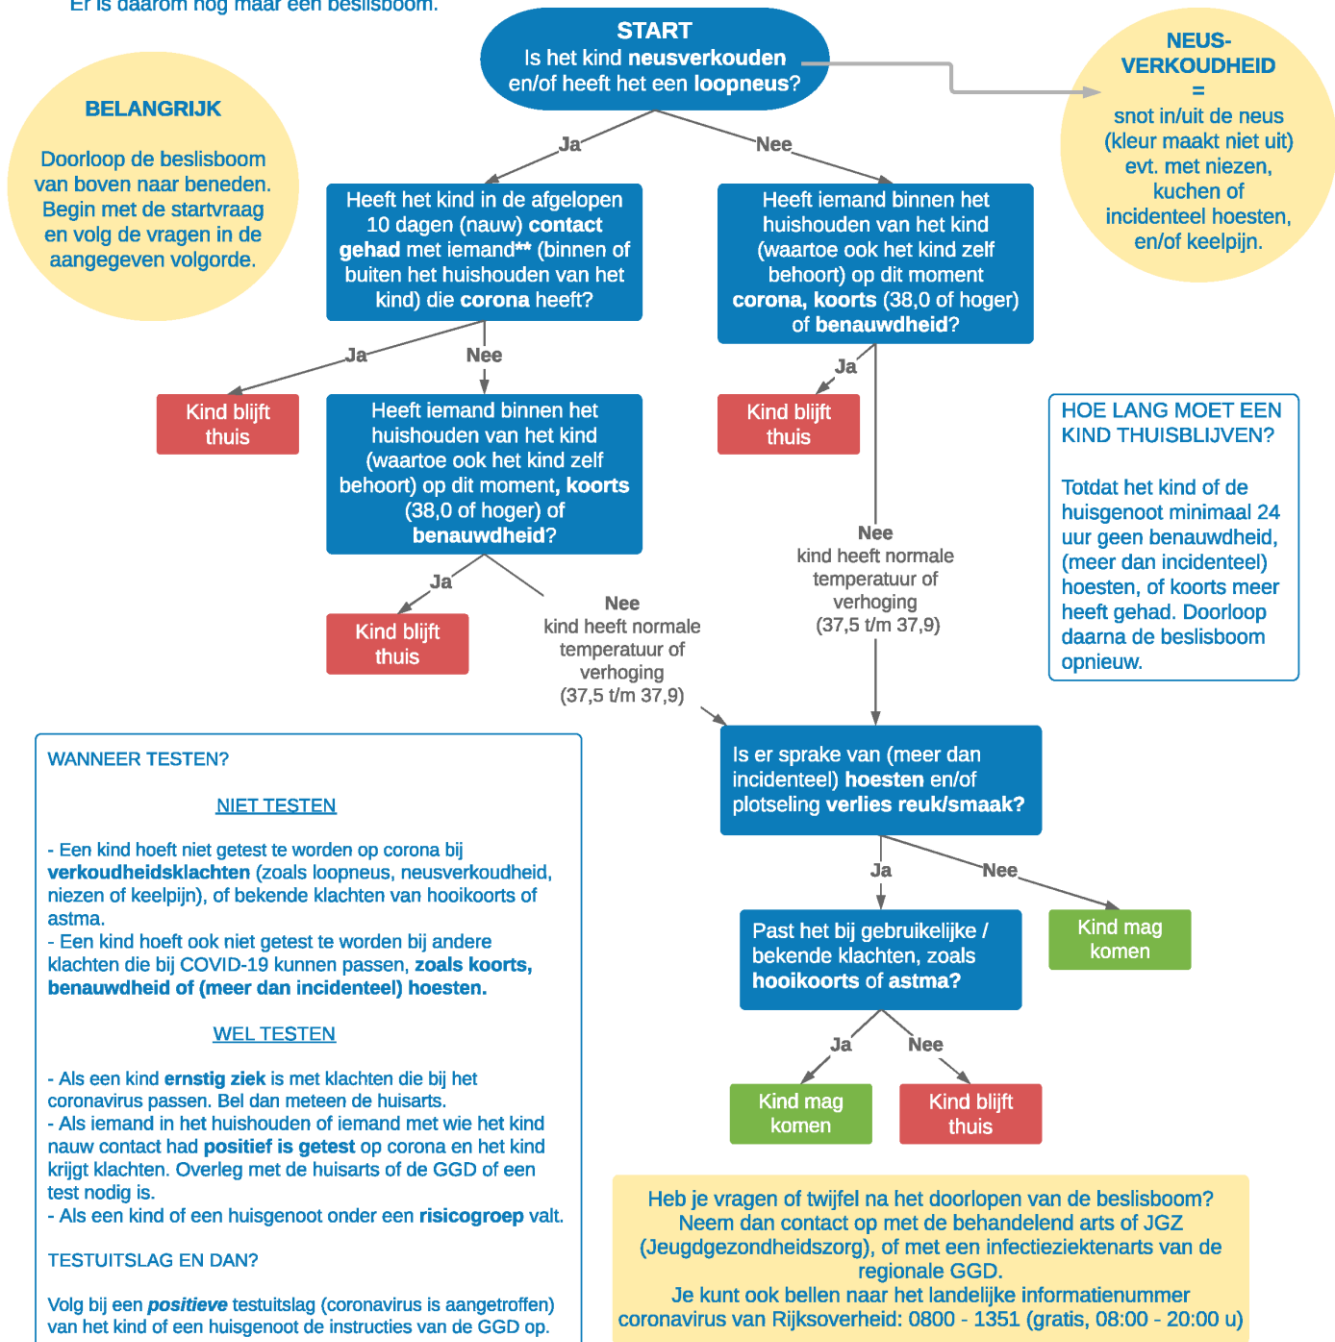 Er is daarom nog maar één beslisboom.
START
Is het kind neusverkouden
en/of heeft het een loopneus?
NEUS-
VERKOUDHEID
=
snot in/uit de neus
(kleur maakt niet uit)
evt. met niezen,
kuchen of
incidenteel hoesten,
en/of keelpijn.
BELANGRIJK
Doorloop de beslisboom
van boven naar beneden.
Begin met de startvraag
en volg de vragen in de
aangegeven volgorde.
Ja
Nee
Heeft het kind in de afgelopen
10 dagen (nauw) contact
gehad met iemand** (binnen of
buiten het huishouden van het
kind) die corona heeft?
Heeft iemand binnen het
huishouden van het kind
(waartoe ook het kind zelf
behoort) op dit moment
corona, koorts (38,0 of hoger)
of benauwdheid?
Ja
Nee
Ja
Kind blijft
thuis
Heeft iemand binnen het
huishouden van het kind
(waartoe ook het kind zelf
behoort) op dit moment, koorts
(38,0 of hoger) of
benauwdheid?
Kind blijft
thuis
HOE LANG MOET EEN
KIND THUISBLIJVEN?
Totdat het kind of de
huisgenoot minimaal 24
uur geen benauwdheid,
(meer dan incidenteel)
hoesten, of koorts meer
heeft gehad. Doorloop
daarna de beslisboom
opnieuw.
Nee
kind heeft normale
temperatuur of
verhoging
(37,5 t/m 37,9)
Ja
Kind blijft
thuis
Nee
kind heeft normale
temperatuur of
verhoging
(37,5 t/m 37,9)
Is er sprake van (meer dan
incidenteel) hoesten en/of
plotseling verlies reuk/smaak?
Ja
Nee
Past het bij gebruikelijke /
bekende klachten, zoals
hooikoorts of astma?
Kind mag
komen
Ja
Nee
Kind mag
komen
Kind blijft
thuis
WANNEER TESTEN?
NIET TESTEN
- Een kind hoeft niet getest te worden op corona bij
verkoudheidsklachten (zoals loopneus, neusverkoudheid,
niezen of keelpijn), of bekende klachten van hooikoorts of
astma.
- Een kind hoeft ook niet getest te worden bij andere
klachten die bij COVID-19 kunnen passen, zoals koorts,
benauwdheid of (meer dan incidenteel) hoesten.
WEL TESTEN
- Als een kind ernstig ziek is met klachten die bij het
coronavirus passen. Bel dan meteen de huisarts.
- Als iemand in het huishouden of iemand met wie het kind
nauw contact had positief is getest op corona en het kind
krijgt klachten. Overleg met de huisarts of de GGD of een
test nodig is.
- Als een kind of een huisgenoot onder een risicogroep valt.
TESTUITSLAG EN DAN?
Volg bij een positieve testuitslag (coronavirus is aangetroffen)
van het kind of een huisgenoot de instructies van de GGD op.
Heb je vragen of twijfel na het doorlopen van de beslisboom?
Neem dan contact op met de behandelend arts of JGZ
(Jeugdgezondheidszorg), of met een infectieziektenarts van de
regionale GGD.
Je kunt ook bellen naar het landelijke informatienummer
coronavirus van Rijksoverheid: 0800 - 1351 (gratis, 08:00 - 20:00 u)